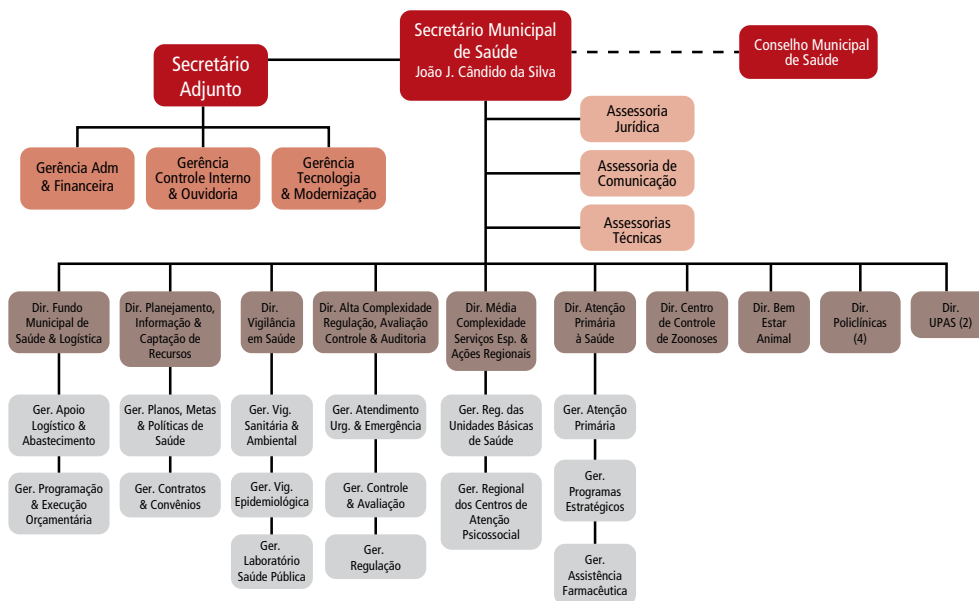 Secretário Municipal
de Saúde
João J. Cândido da Silva
Conselho Municipal
de Saúde
Secretário
Adjunto
Assessoria
Jurídica
Gerência Adm
& Financeira
Gerência
Controle Interno
& Ouvidoria
Gerência
Tecnologia
& Modernização
Assessoria de
Comunicação
Assessorias
Técnicas
Dir. Fundo
Municipal de
Saúde & Logística
Dir. Planejamento,
Informação &
Captação de
Recursos
Dir.
Vigilância
em Saúde
Dir. Alta Complexidade
Regulação, Avaliação
Controle & Auditoria
Dir. Média
Complexidade
Serviços Esp. &
Ações Regionais
Dir. Atenção
Primária
à Saúde
Dir. Centro
de Controle
de Zoonoses
Dir. Bem
Estar
Animal
Dir.
Policlínicas
(4)
Dir.
UPAS (2)
Ger. Apoio
Logístico &
Abastecimento
Ger. Planos, Metas
& Políticas de
Saúde
Ger. Vig.
Sanitária &
Ambiental
Ger. Atendimento
Urg. & Emergência
Ger. Reg. das
Unidades Básicas
de Saúde
Ger. Atenção
Primária
Ger. Programação
& Execução
Orçamentária
Ger. Contratos
& Convênios
Ger. Vig.
Epidemiológica
Ger. Controle
& Avaliação
Ger. Regional
dos Centros de
Atenção
Psicossocial
Ger.
Programas
Estratégicos
Ger.
Laboratório
Saúde Pública
Ger.
Regulação
Ger.
Assistência
Farmacêutica